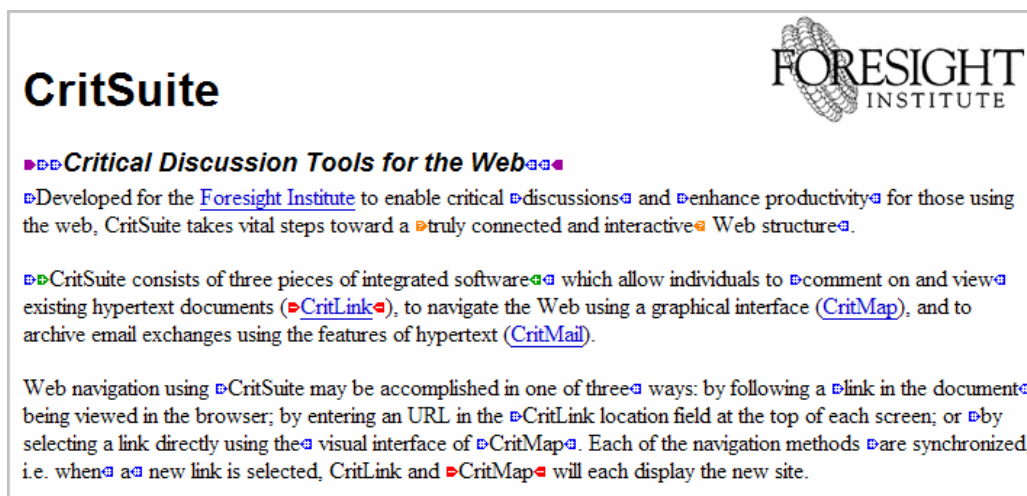 FORESIGHT
INSTITUTE
CritSuite
Critical Discussion Tools for the Web
Developed for the Foresight Institute to enable critical discussions and enhance productivity for those using
the web, CritSuite takes vital steps toward a truly connected and interactive Web structure.
CritSuite consists of three pieces of integrated software which allow individuals to comment on and view
existing hypertext documents (CritLink), to navigate the Web using a graphical interface (CritMap), and to
archive email exchanges using the features of hypertext (CritMail).
Web navigation using CritSuite may be accomplished in one of three ways: by following a link in the document
being viewed in the browser; by entering an URL in the CritLink location field at the top of each screen; or by
selecting a link directly using the visual interface of CritMap. Each of the navigation methods are synchronized,
i.e. when a new link is selected, CritLink and CritMap will each display the new site.